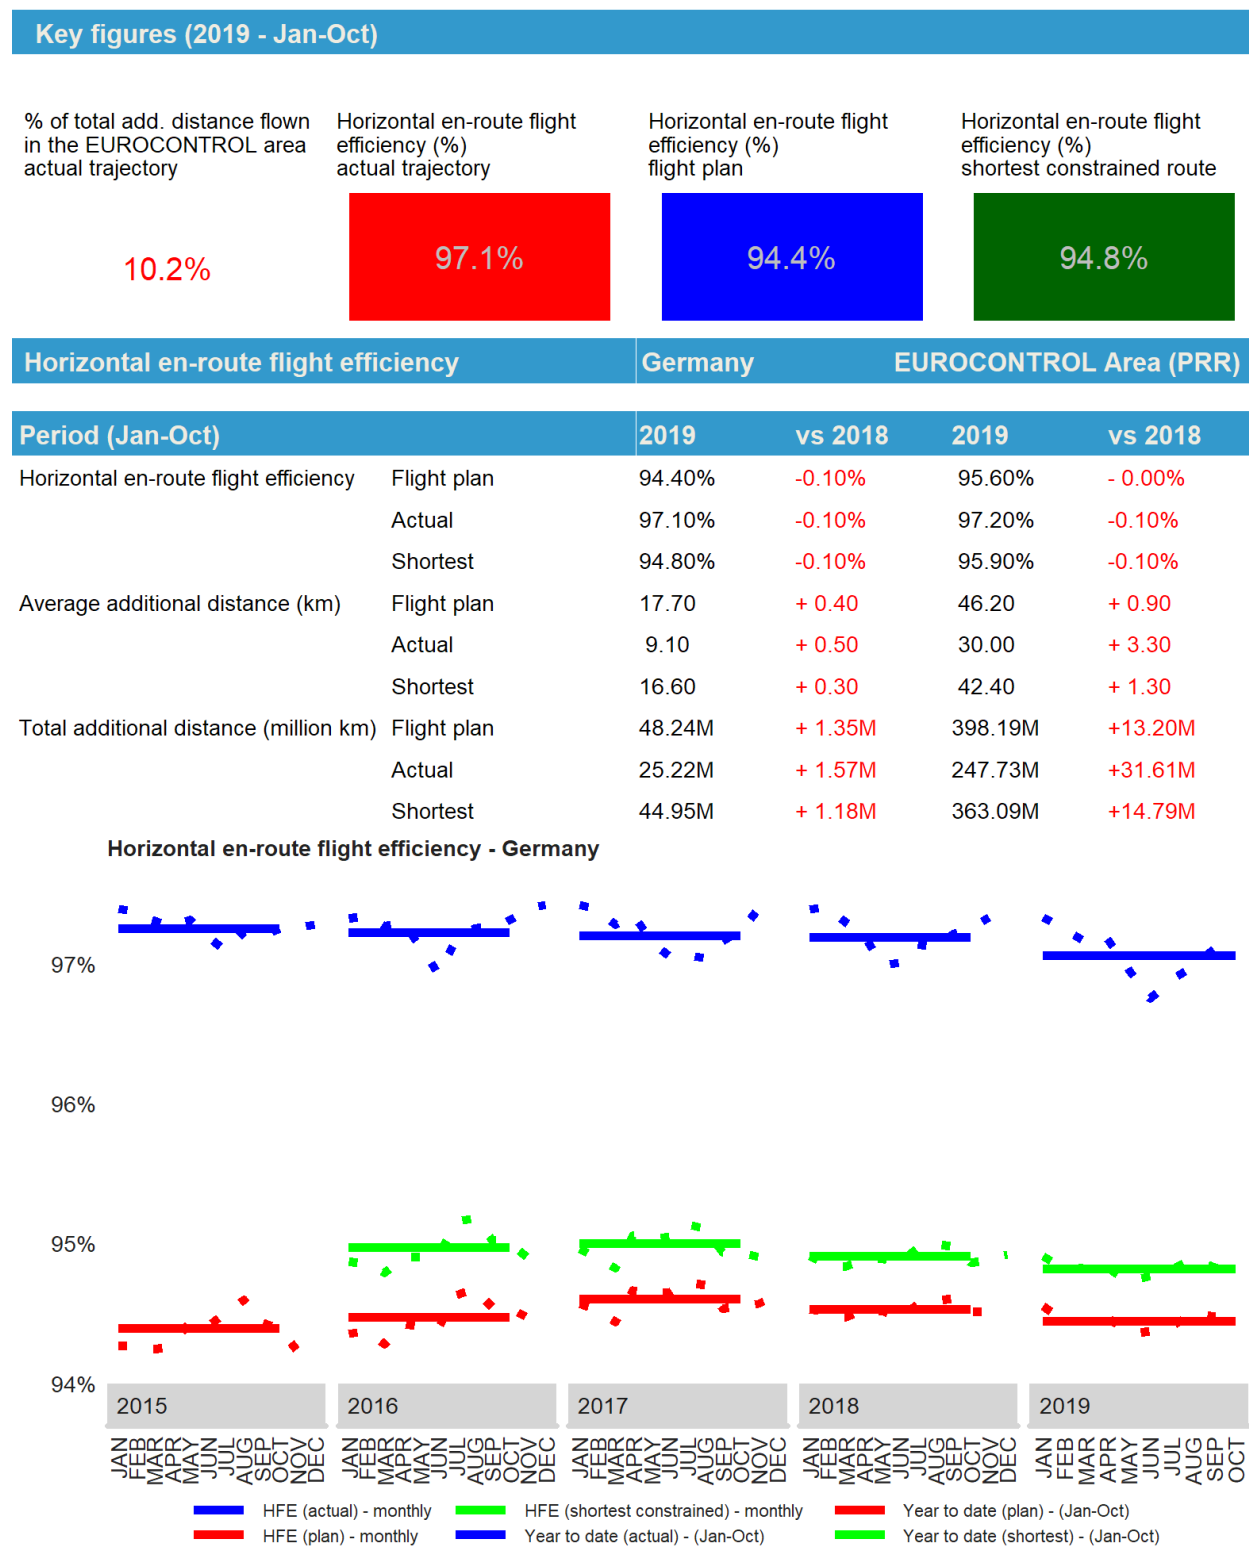 Key figures (2019 - Jan-Oct)
% of total add. distance flown
in the EUROCONTROL area
actual trajectory
10.2%
Horizontal en-route flight
efficiency (%)
actual trajectory
97.1%
Horizontal en-route flight
efficiency (%)
flight plan
94.4%
Horizontal en-route flight
efficiency (%)
shortest constrained route
94.8%
Horizontal en-route flight efficiency Germany EUROCONTROL Area (PRR)
Period (Jan-Oct) 2019 vs 2018 2019 vs 2018
Horizontal en-route flight efficiency Flight plan 94.40% -0.10% 95.60% - 0.00%
Actual 97.10% -0.10% 97.20% -0.10%
Shortest 94.80% -0.10% 95.90% -0.10%
Average additional distance (km) Flight plan 17.70 + 0.40 46.20 + 0.90
Actual 9.10 + 0.50 30.00 + 3.30
Shortest 16.60 + 0.30 42.40 + 1.30
Total additional distance (million km) Flight plan 48.24M + 1.35M 398.19M +13.20M
Actual 25.22M + 1.57M 247.73M +31.61M
Shortest 44.95M + 1.18M 363.09M +14.79M
Horizontal en-route flight efficiency - Germany
97%
96%
95%
94%
2015 2016 2017 2018 2019
JAN FEB MAR APR MAY JUN JUL AUG SEP OCT NOV DEC JAN FEB MAR APR MAY JUN JUL AUG SEP OCT NOV DEC JAN FEB MAR APR MAY JUN JUL AUG SEP OCT NOV DEC JAN FEB MAR APR MAY JUN JUL AUG SEP OCT NOV DEC JAN FEB MAR APR MAY JUN JUL AUG SEP OCT
HFE (actual) - monthly HFE (shortest constrained) - monthly Year to date (plan) - (Jan-Oct)
HFE (plan) - monthly Year to date (actual) - (Jan-Oct) Year to date (shortest) - (Jan-Oct)